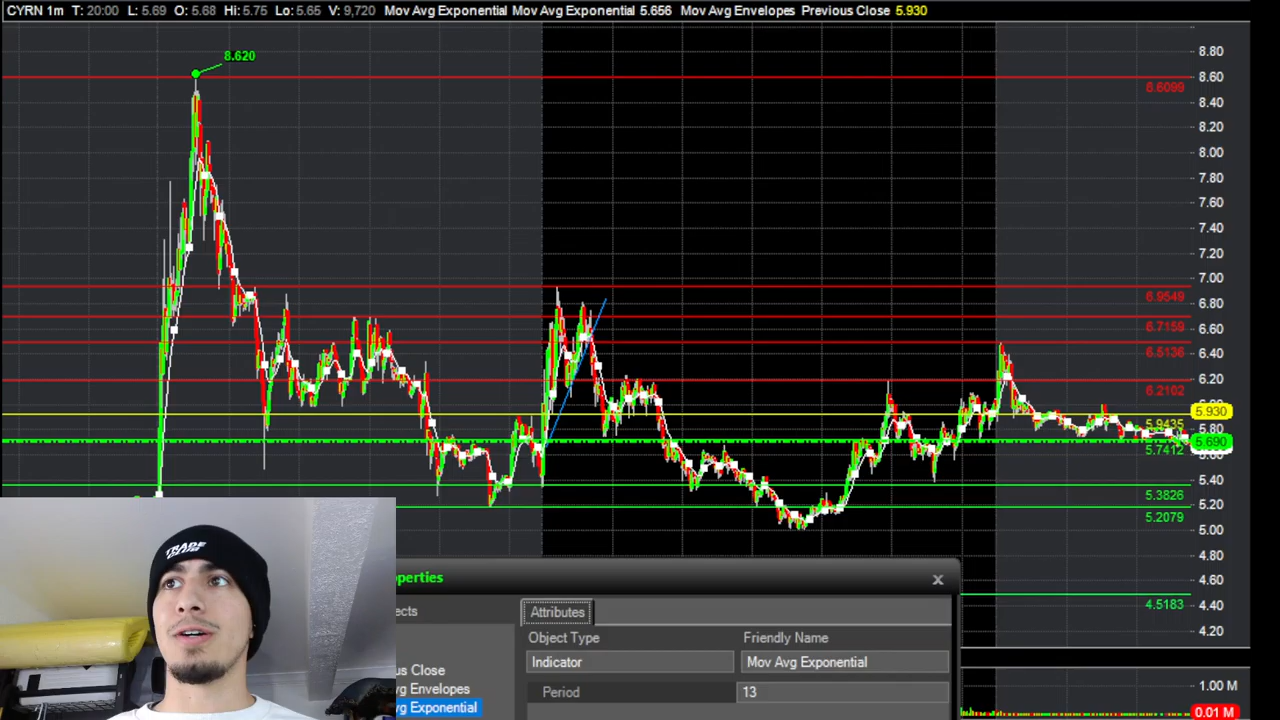 CYRN 1m T: 20:00 L: 5.69 O: 5.68 Hi: 5.75 Lo: 5.65 V: 9,720 Mov Avg Exponential Mov Avg Exponential 5.656 Mov Avg Envelopes Previous Close 5.930
8.620
8.80
8.60
8.6099
8.40
8.20
8.00
7.80
7.60
7.40
7.20
7.00
6.9549
6.80
6.7159
6.60
6.5136
6.40
6.2102
6.20
5.930
5.9435
5.80
5.690
5.7412
5.40
5.3826
5.20
5.2079
5.00
4.80
4.60
4.5183
4.40
4.20
1.00 M
0.01 M
operties
ects
Attributes
Object Type
Friendly Name
Indicator
Mov Avg Exponential
us Close
Period
13
vg Envelopes
vg Exponential
TRADE